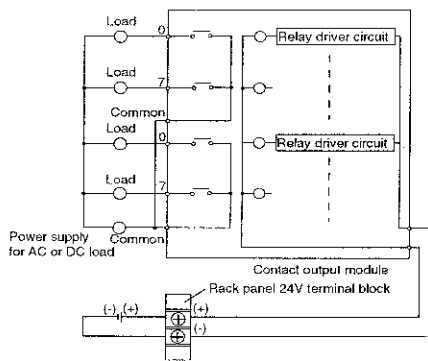 Load
0
Relay driver circuit
Load
7
Common
Load
0
Relay driver circuit
Load
7
Power supply
for AC or DC load
Common
Contact output module
Rack panel 24V terminal block
(-) (+)
(+)
(-)